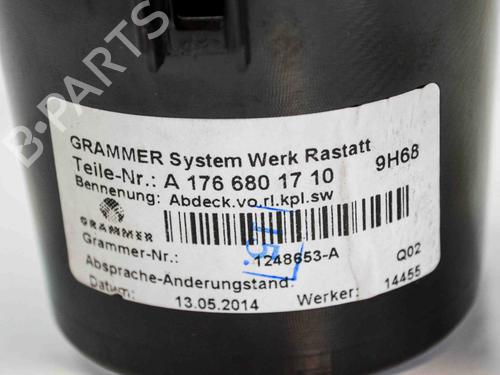 B-PARTS
GRAMMER System Werk Rastatt
Teile-Nr.: A 176 680 17 10 9H68
Bennenung: Abdeck.vo.rl.kpl.sw
GRAMMER
Grammer-Nr.: 1248653-A Q02
Absprache-Änderungstand:
Datum: 13.05.2014 Werker: 14455